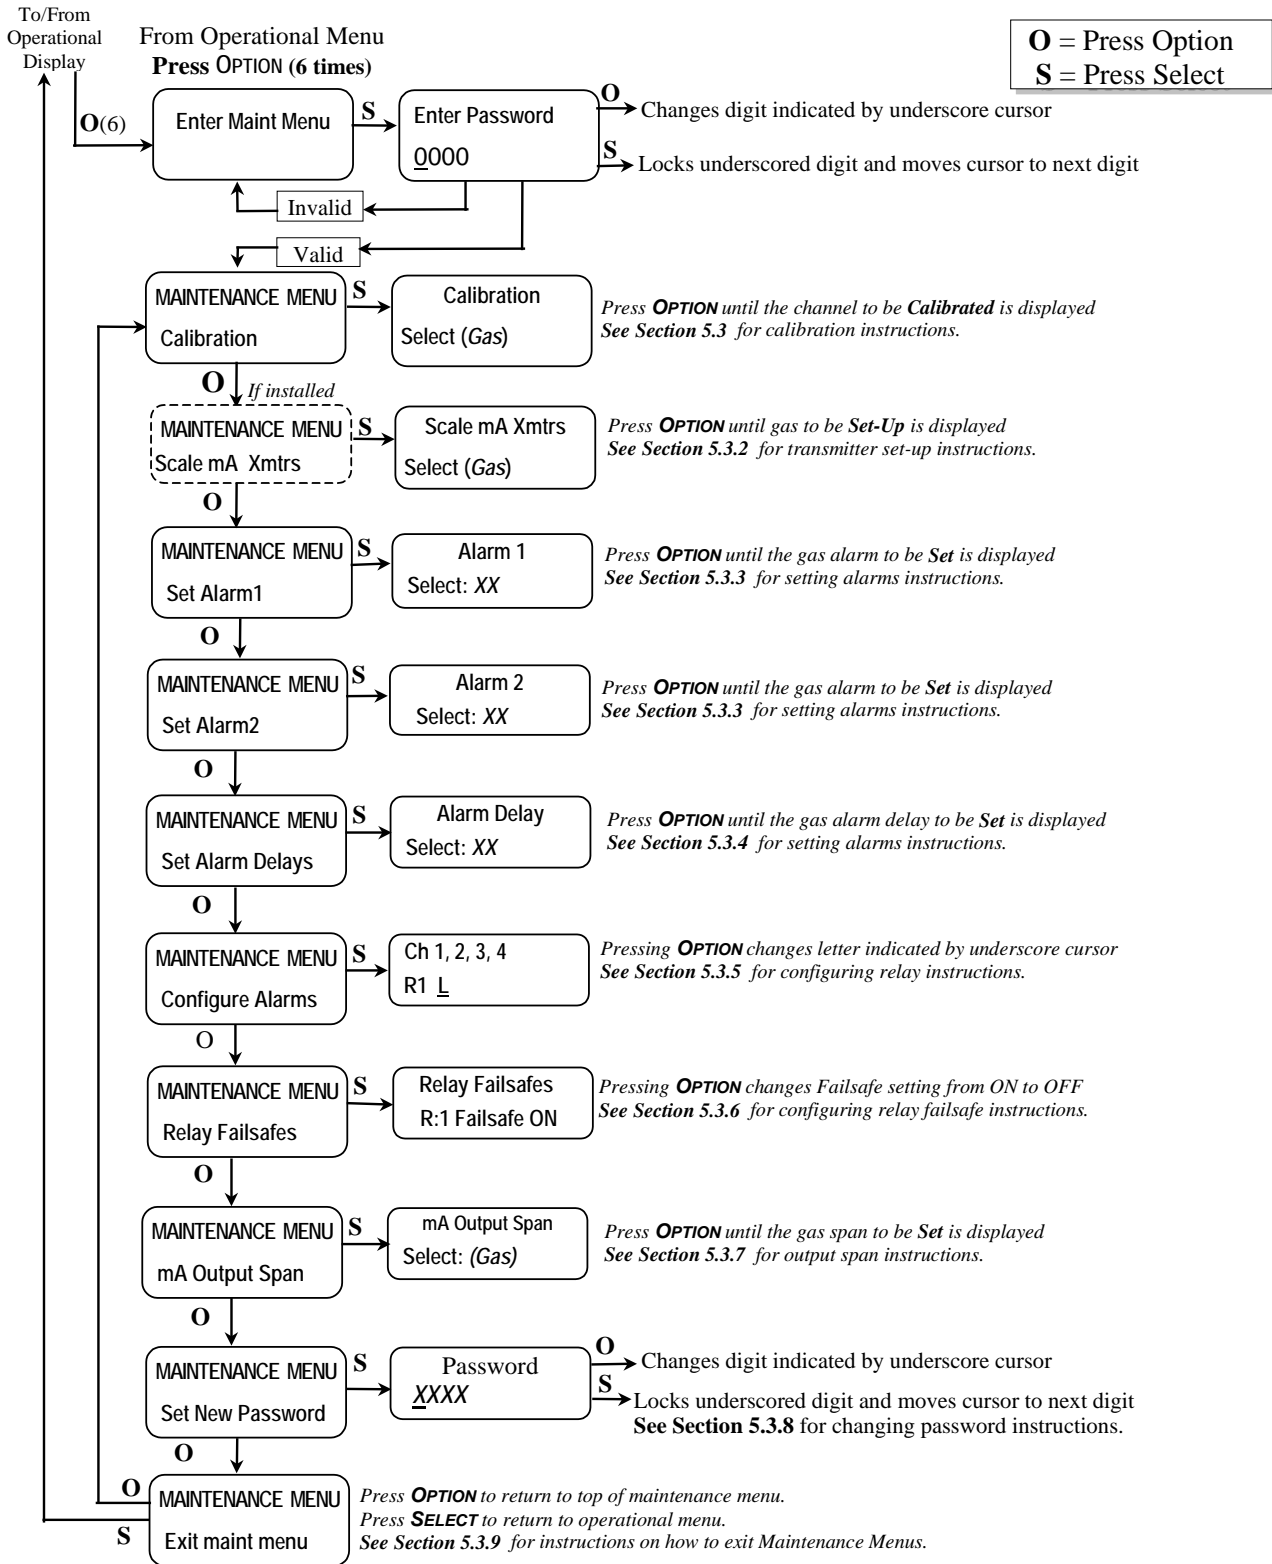 To/From
Operational
Display
From Operational Menu
Press OPTION (6 times)
O = Press Option
S = Press Select
O(6)
Enter Maint Menu
S
Enter Password
0000
O
Changes digit indicated by underscore cursor
S
Locks underscored digit and moves cursor to next digit
Invalid
Valid
MAINTENANCE MENU
Calibration
S
Calibration
Select (Gas)
Press OPTION until the channel to be Calibrated is displayed
See Section 5.3 for calibration instructions.
O
If installed
MAINTENANCE MENU
Scale mA Xmtrs
S
Scale mA Xmtrs
Select (Gas)
Press OPTION until gas to be Set-Up is displayed
See Section 5.3.2 for transmitter set-up instructions.
O
MAINTENANCE MENU
Set Alarm1
S
Alarm 1
Select: XX
Press OPTION until the gas alarm to be Set is displayed
See Section 5.3.3 for setting alarms instructions.
O
MAINTENANCE MENU
Set Alarm2
S
Alarm 2
Select: XX
Press OPTION until the gas alarm to be Set is displayed
See Section 5.3.3 for setting alarms instructions.
O
MAINTENANCE MENU
Set Alarm Delays
S
Alarm Delay
Select: XX
Press OPTION until the gas alarm delay to be Set is displayed
See Section 5.3.4 for setting alarms instructions.
O
MAINTENANCE MENU
Configure Alarms
S
Ch 1, 2, 3, 4
R1 L
Pressing OPTION changes letter indicated by underscore cursor
See Section 5.3.5 for configuring relay instructions.
O
MAINTENANCE MENU
Relay Failsafes
S
Relay Failsafes
R:1 Failsafe ON
Pressing OPTION changes Failsafe setting from ON to OFF
See Section 5.3.6 for configuring relay failsafe instructions.
O
MAINTENANCE MENU
mA Output Span
S
mA Output Span
Select: (Gas)
Press OPTION until the gas span to be Set is displayed
See Section 5.3.7 for output span instructions.
O
MAINTENANCE MENU
Set New Password
S
Password
XXXX
O
Changes digit indicated by underscore cursor
S
Locks underscored digit and moves cursor to next digit
See Section 5.3.8 for changing password instructions.
O
O
S
MAINTENANCE MENU
Exit maint menu
Press OPTION to return to top of maintenance menu.
Press SELECT to return to operational menu.
See Section 5.3.9 for instructions on how to exit Maintenance Menus.